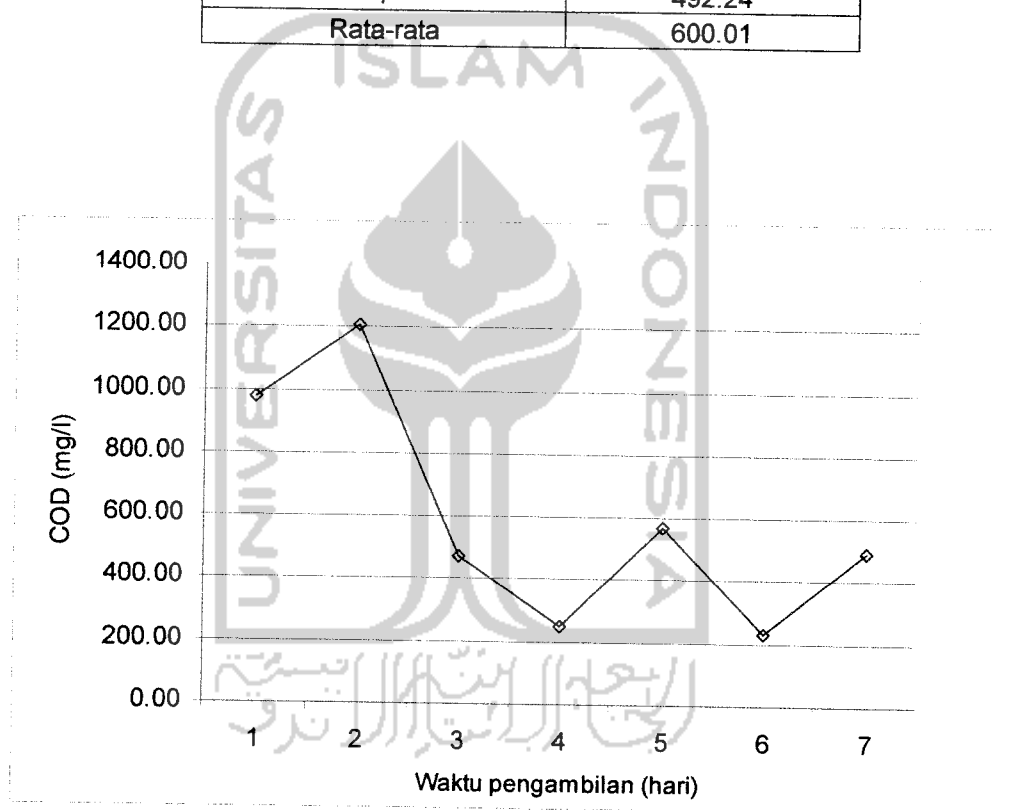 492.24
Rata-rata 600.01
ISLAM
UNIVERSITAS
INDONESIA
1400.00
1200.00
1000.00
800.00
600.00
400.00
200.00
0.00
COD (mg/l)
1 2 3 4 5 6 7
Waktu pengambilan (hari)